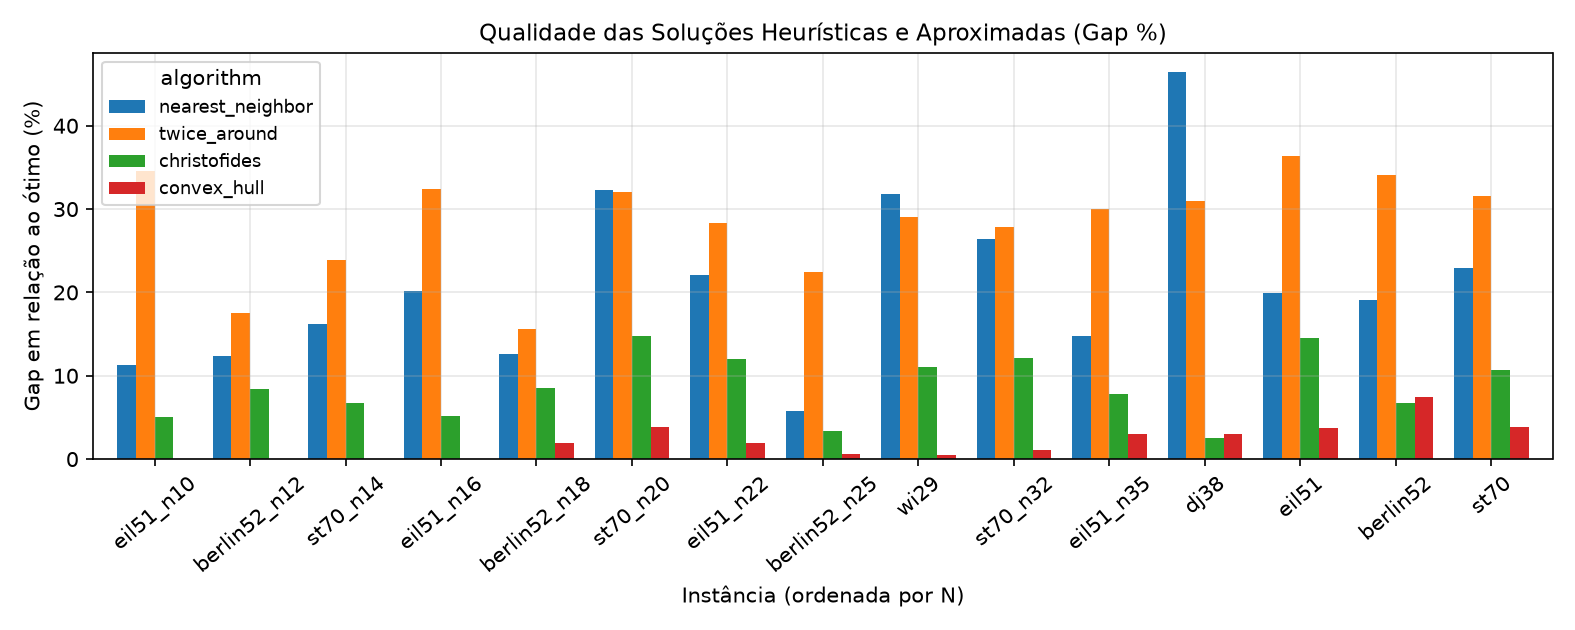 Qualidade das Soluções Heurísticas e Aproximadas (Gap %)
algorithm
nearest_neighbor
twice_around
christofides
convex_hull
Gap em relação ao ótimo (%)
40
30
20
10
0
eil51_n10
berlin52_n12
st70_n14
eil51_n16
berlin52_n18
st70_n20
eil51_n22
berlin52_n25
wi29
st70_n32
eil51_n35
dj38
eil51
berlin52
st70
Instância (ordenada por N)